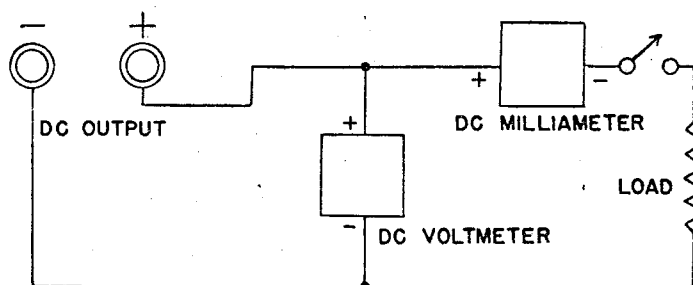 − +
+ −
DC OUTPUT
+
DC MILLIAMETER
LOAD
−
DC VOLTMETER